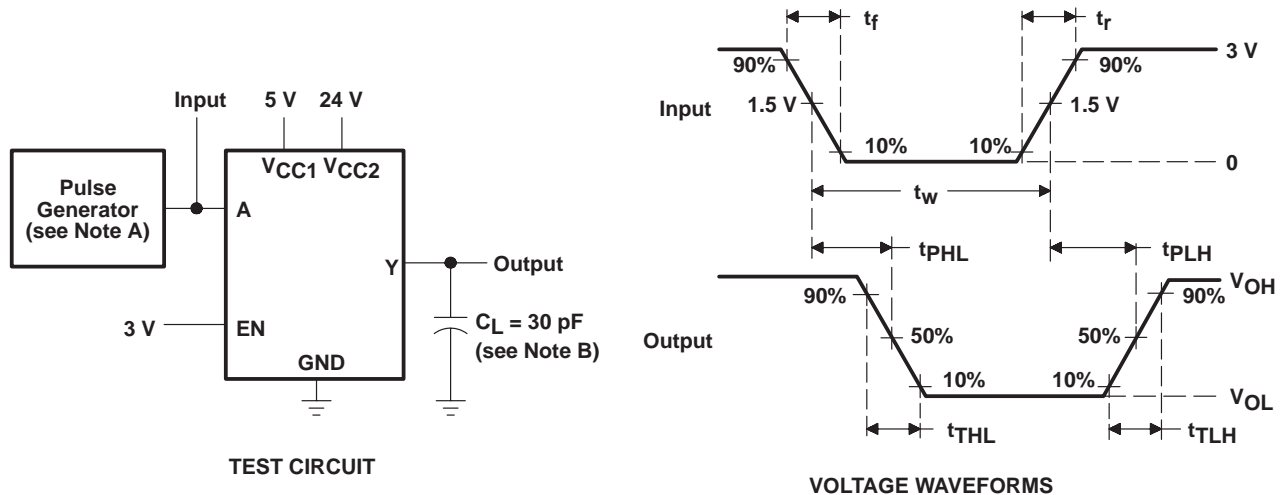 Input
5 V
24 V
VCC1 VCC2
Pulse
Generator
(see Note A)
A
Y
Output
3 V
EN
GND
CL = 30 pF
(see Note B)
TEST CIRCUIT
tf
tr
3 V
90%
90%
Input
1.5 V
1.5 V
10%
10%
0
tw
tPHL
tPLH
VOH
90%
90%
Output
50%
50%
10%
10%
VOL
tTHL
tTLH
VOLTAGE WAVEFORMS